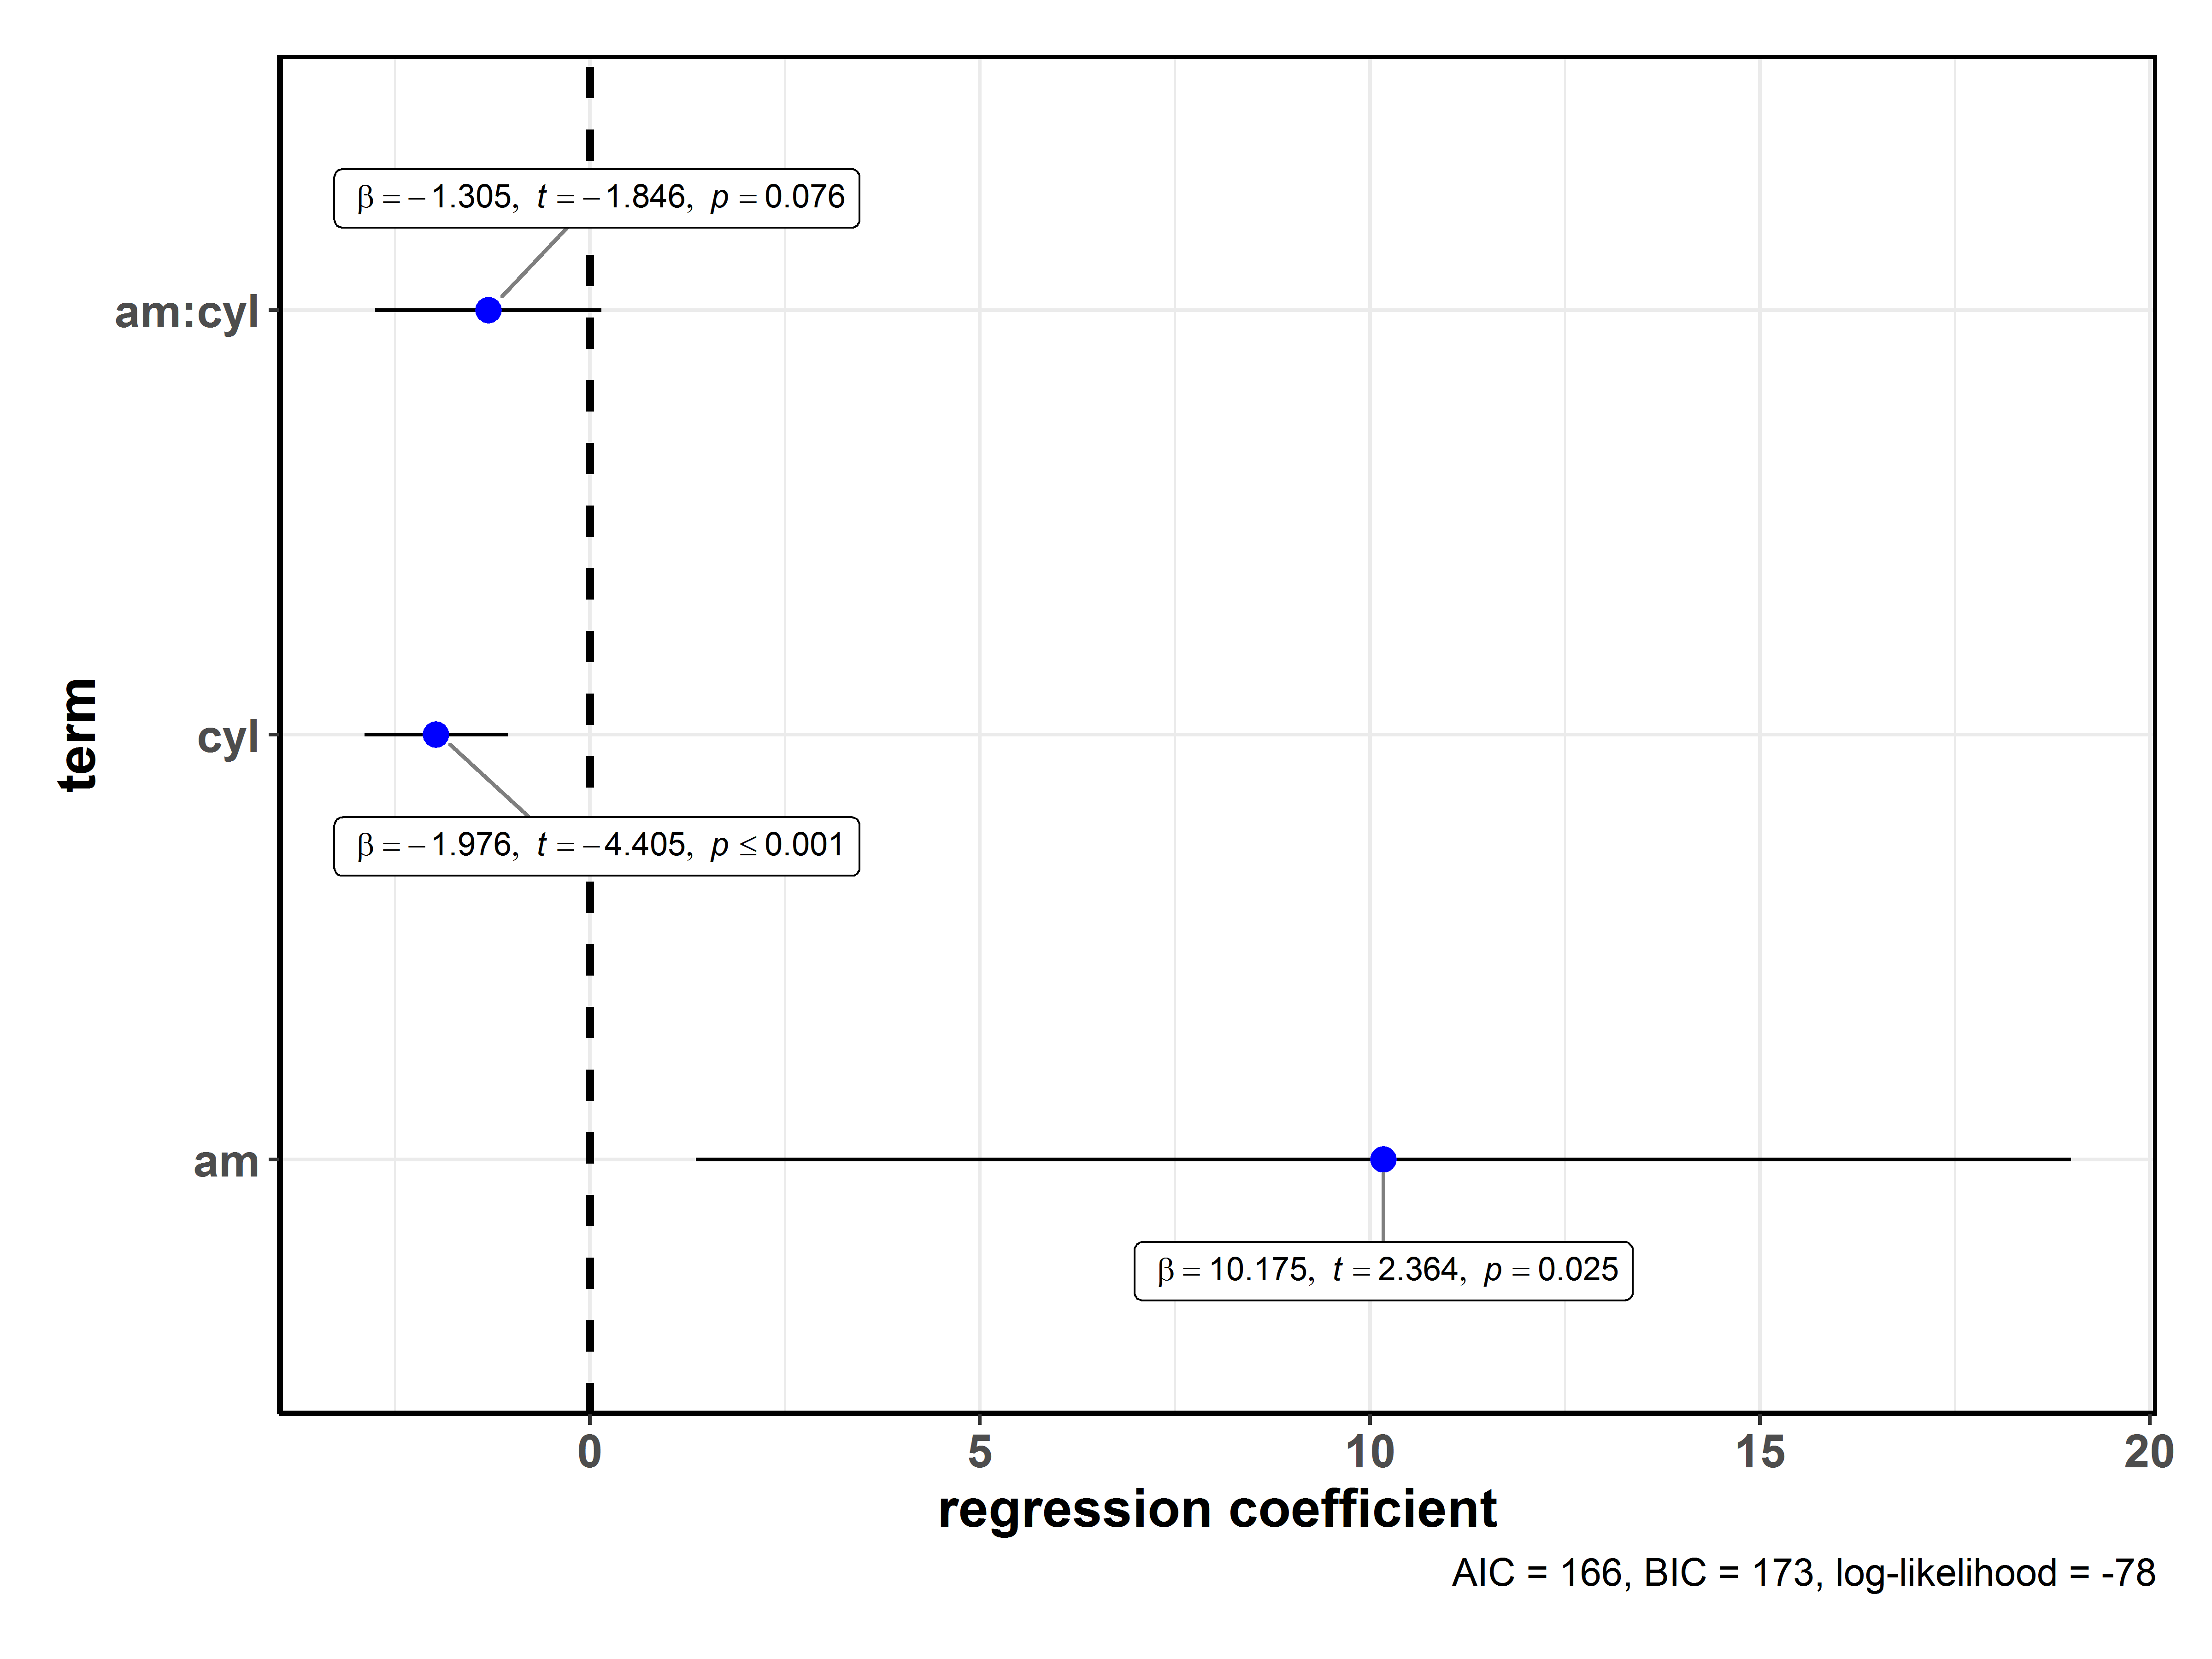 β = −1.305, t = −1.846, p = 0.076
am:cyl
term
cyl
β = −1.976, t = −4.405, p ≤ 0.001
am
β = 10.175, t = 2.364, p = 0.025
0 5 10 15 20
regression coefficient
AIC = 166, BIC = 173, log-likelihood = -78